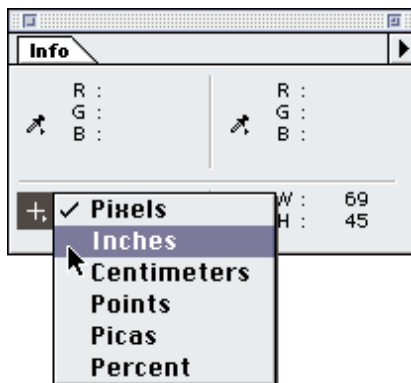 Info
R :
G :
B :
R :
G :
B :
W : 69
H : 45
Pixels
Inches
Centimeters
Points
Picas
Percent